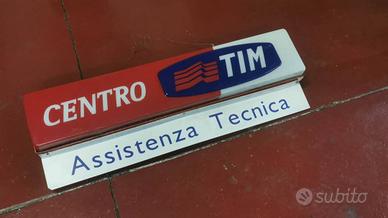 CENTRO TIM
Assistenza Tecnica
subito